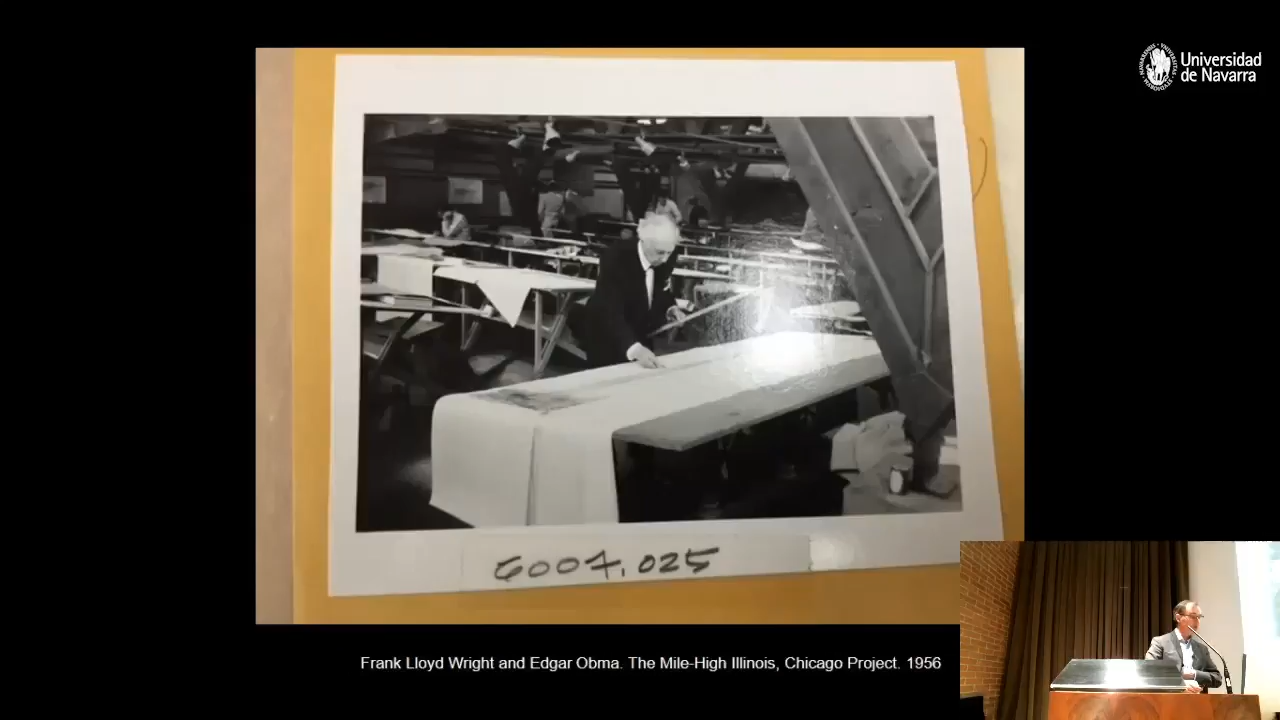 Universidad
de Navarra
6007.025
Frank Lloyd Wright and Edgar Obma. The Mile-High Illinois, Chicago Project. 1956